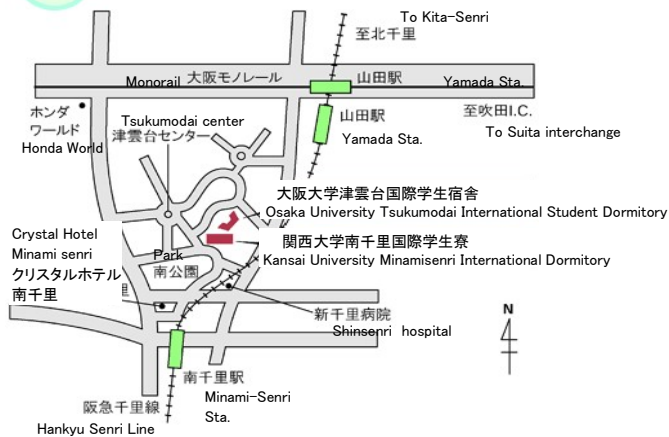 To Kita-Senri
至北千里
Monorail 大阪モノレール 山田駅 Yamada Sta.
ホンダ
ワールド
Honda World
Tsukumodai center
津雲台センター
山田駅
Yamada Sta.
至吹田I.C.
To Suita interchange
大阪大学津雲台国際学生宿舎
Osaka University Tsukumodai International Student Dormitory
関西大学南千里国際学生寮
Kansai University Minamisenri International Dormitory
Crystal Hotel
Minami senri
クリスタルホテル
南千里
里
Park
南公園
新千里病院
Shinsenri hospital
N
南千里駅
Minami-Senri
Sta.
阪急千里線
Hankyu Senri Line